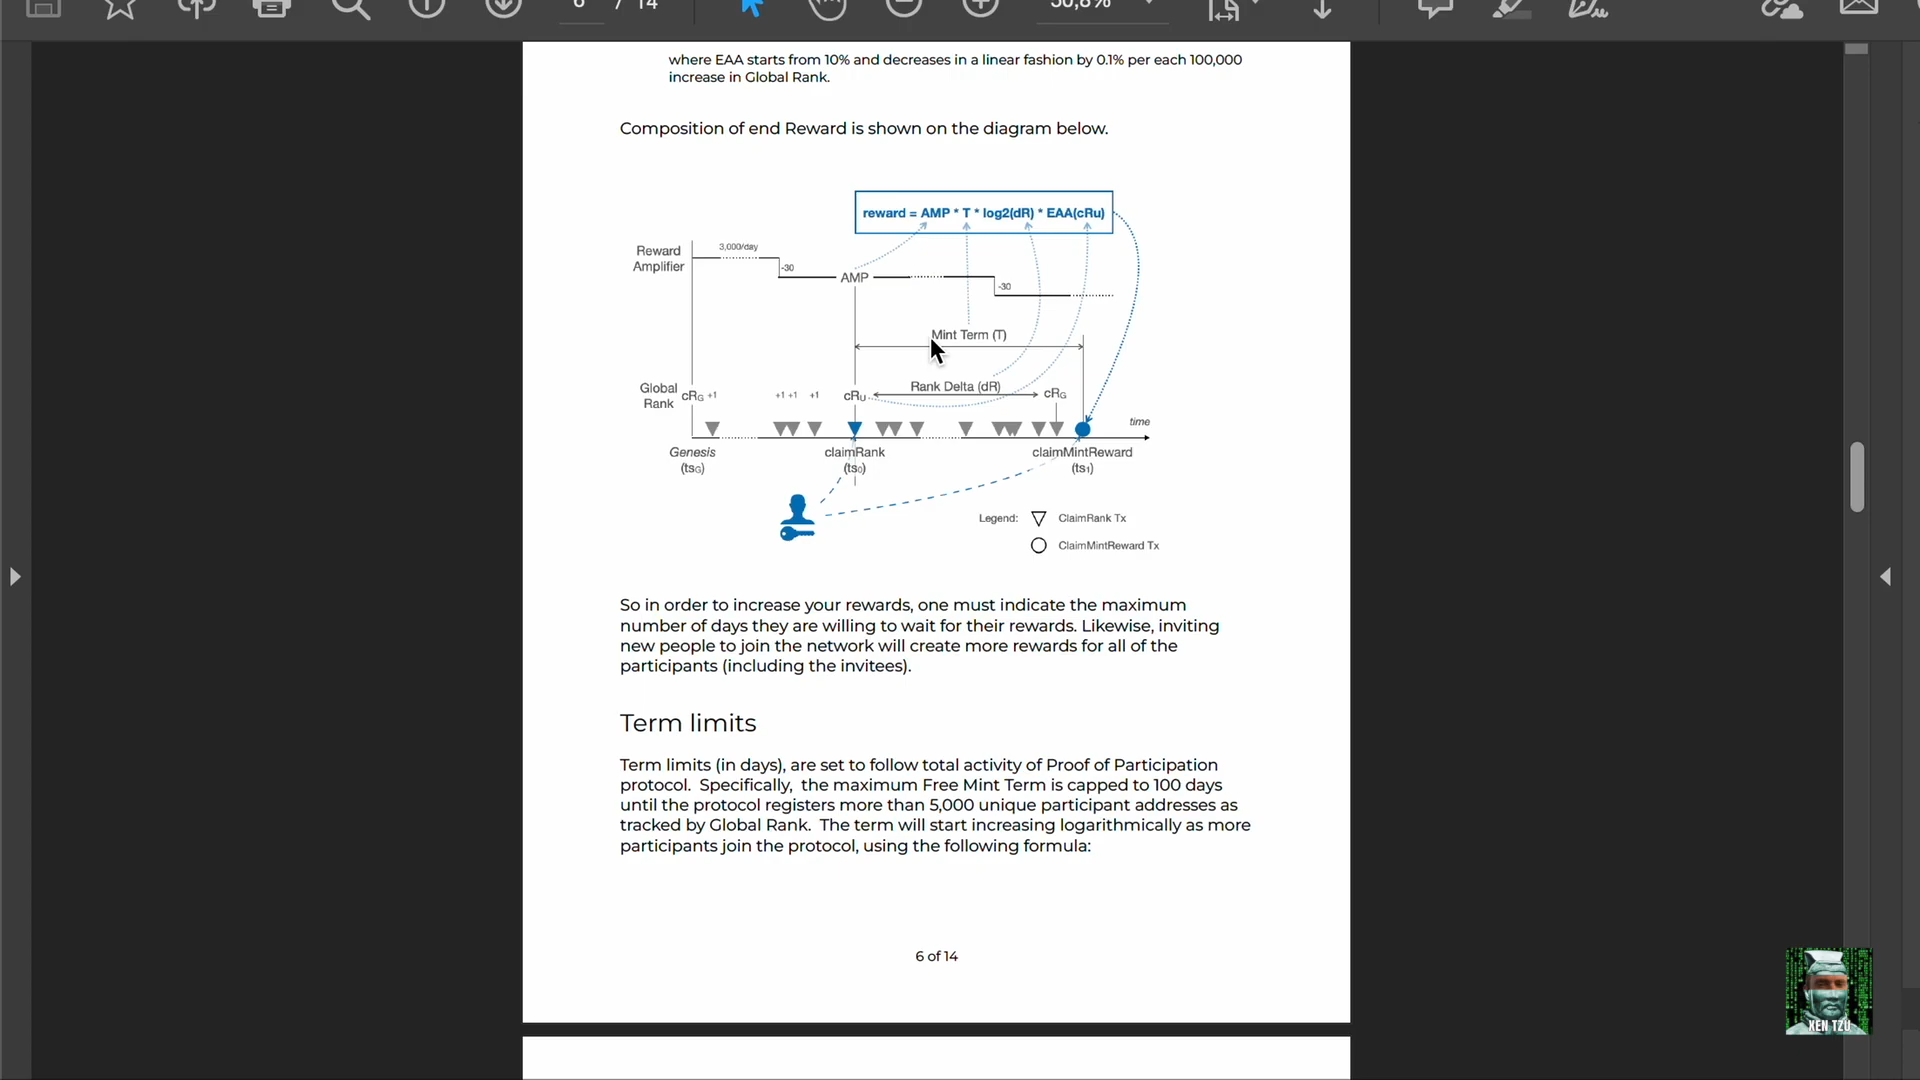 6 / 14
50,8%
where EAA starts from 10% and decreases in a linear fashion by 0.1% per each 100,000
increase in Global Rank.
Composition of end Reward is shown on the diagram below.
reward = AMP * T * log2(dR) * EAA(cRu)
Reward
Amplifier
3,000/day
-30
AMP
-30
Mint Term (T)
Global
Rank
cRG +1
+1 +1 +1
cRU
Rank Delta (dR)
cRG
time
Genesis
(tsG)
claimRank
(ts0)
claimMintReward
(ts1)
Legend:
ClaimRank Tx
ClaimMintReward Tx
So in order to increase your rewards, one must indicate the maximum
number of days they are willing to wait for their rewards. Likewise, inviting
new people to join the network will create more rewards for all of the
participants (including the invitees).
Term limits
Term limits (in days), are set to follow total activity of Proof of Participation
protocol.  Specifically,  the maximum Free Mint Term is capped to 100 days
until the protocol registers more than 5,000 unique participant addresses as
tracked by Global Rank.  The term will start increasing logarithmically as more
participants join the protocol, using the following formula:
6 of 14
XEN TZU